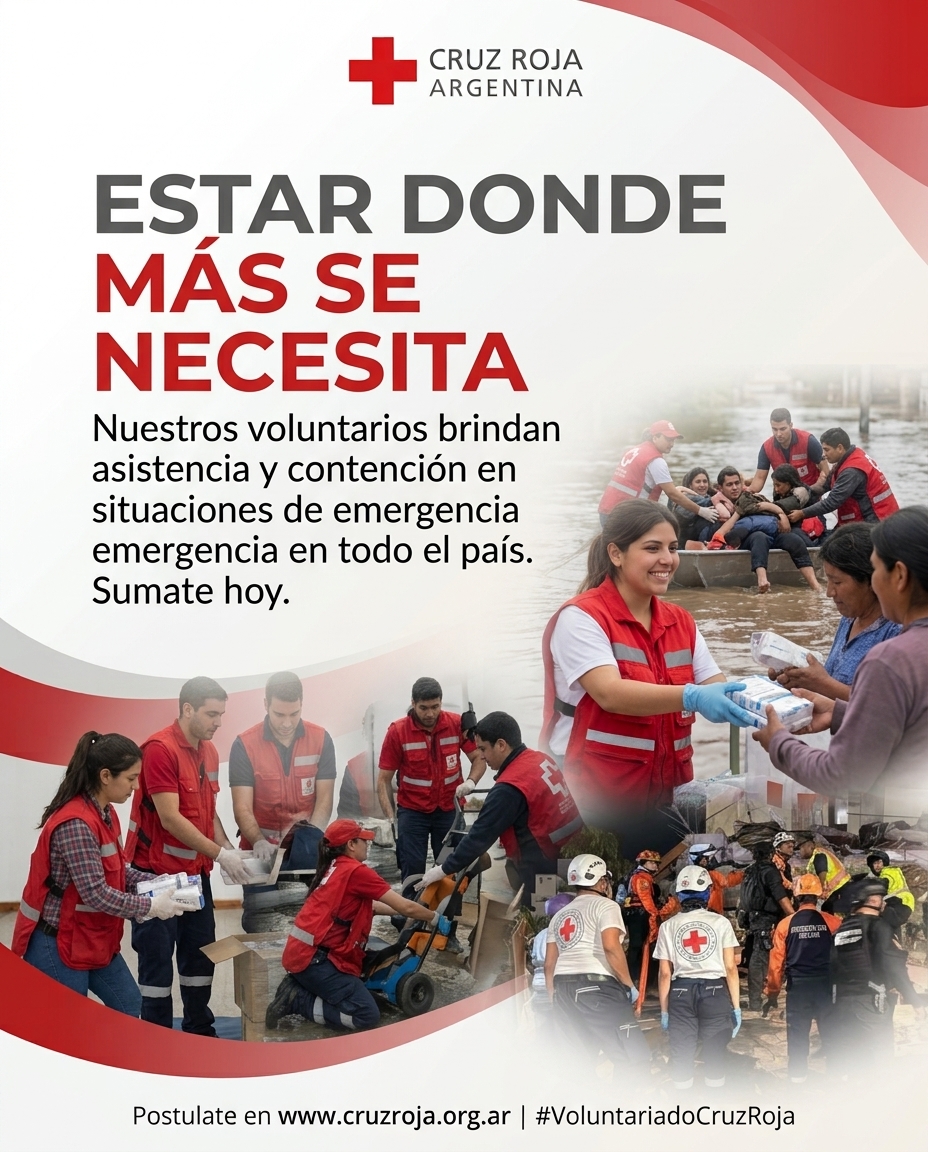 CRUZ ROJA
ARGENTINA
ESTAR DONDE
MÁS SE
NECESITA
Nuestros voluntarios brindan
asistencia y contención en
situaciones de emergencia
emergencia en todo el país.
Sumate hoy.
Postulate en www.cruzroja.org.ar | #VoluntariadoCruzRoja